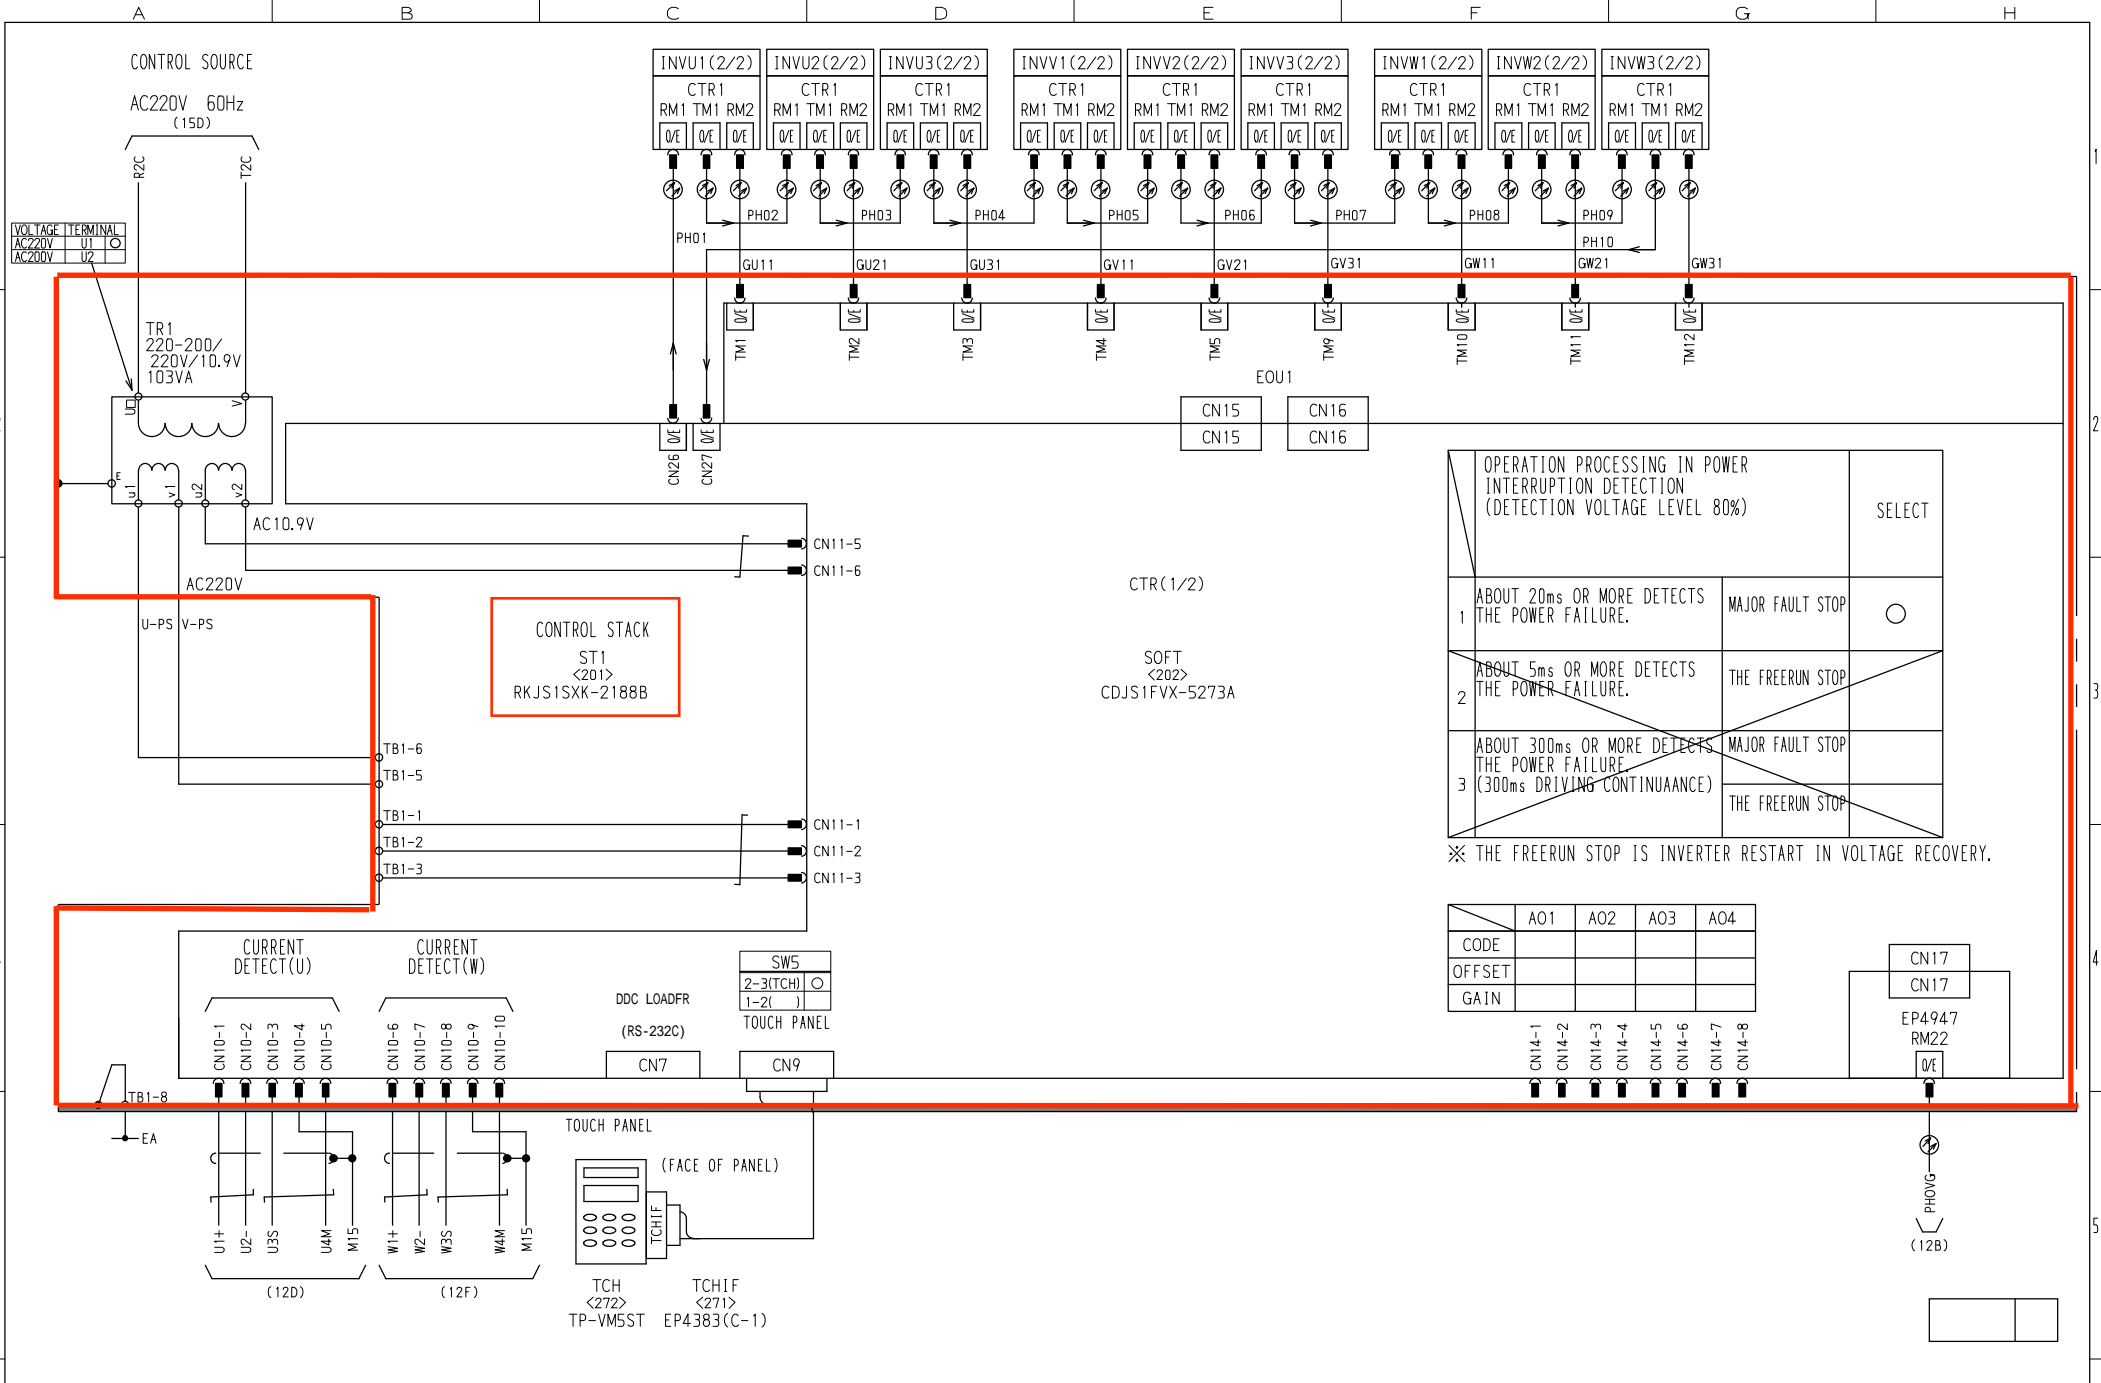 A B C D E F G H
CONTROL SOURCE
AC220V 60Hz
(15D)
R2C
T2C
INVU1(2/2) INVU2(2/2) INVU3(2/2) INVV1(2/2) INVV2(2/2) INVV3(2/2) INVW1(2/2) INVW2(2/2) INVW3(2/2)
CTR1 CTR1 CTR1 CTR1 CTR1 CTR1 CTR1 CTR1 CTR1
RM1 TM1 RM2 RM1 TM1 RM2 RM1 TM1 RM2 RM1 TM1 RM2 RM1 TM1 RM2 RM1 TM1 RM2 RM1 TM1 RM2 RM1 TM1 RM2 RM1 TM1 RM2
O/E O/E O/E O/E O/E O/E O/E O/E O/E O/E O/E O/E O/E O/E O/E O/E O/E O/E O/E O/E O/E O/E O/E O/E O/E O/E O/E
1
PH02 PH03 PH04 PH05 PH06 PH07 PH08 PH09
PH01
PH10
VOLTAGE TERMINAL
AC220V U1 ○
AC200V U2
GU11 GU21 GU31 GV11 GV21 GV31 GW11 GW21 GW31
O/E O/E O/E O/E O/E O/E O/E O/E O/E
TM1 TM2 TM3 TM4 TM5 TM9 TM10 TM11 TM12
TR1
220-200/
220V/10.9V
103VA
EOU1
U□ V
CN15 CN16
CN15 CN16
2
O/E O/E
CN26 CN27
E
u1 v1 u2 v2
AC10.9V
CN11-5
CN11-6
AC220V
U-PS V-PS
CTR(1/2)
OPERATION PROCESSING IN POWER
INTERRUPTION DETECTION
(DETECTION VOLTAGE LEVEL 80%)
SELECT
1 ABOUT 20ms OR MORE DETECTS
THE POWER FAILURE.
MAJOR FAULT STOP ○
2 ABOUT 5ms OR MORE DETECTS
THE POWER FAILURE.
THE FREERUN STOP
3 ABOUT 300ms OR MORE DETECTS
THE POWER FAILURE.
(300ms DRIVING CONTINUAANCE)
MAJOR FAULT STOP
THE FREERUN STOP
※ THE FREERUN STOP IS INVERTER RESTART IN VOLTAGE RECOVERY.
3
CONTROL STACK
ST1
<201>
RKJS1SXK-2188B
SOFT
<202>
CDJS1FVX-5273A
TB1-6
TB1-5
TB1-1
TB1-2
TB1-3
CN11-1
CN11-2
CN11-3
AO1 AO2 AO3 AO4
CODE
OFFSET
GAIN
4
CURRENT
DETECT(U)
CURRENT
DETECT(W)
SW5
2-3(TCH) ○
1-2( )
TOUCH PANEL
DDC LOADFR
(RS-232C)
CN17
CN17
EP4947
RM22
O/E
CN10-1 CN10-2 CN10-3 CN10-4 CN10-5
CN10-6 CN10-7 CN10-8 CN10-9 CN10-10
CN7
CN9
CN14-1 CN14-2 CN14-3 CN14-4 CN14-5 CN14-6 CN14-7 CN14-8
TB1-8
EA
TOUCH PANEL
(FACE OF PANEL)
TCHIF
U1+ U2- U3S U4M M15
W1+ W2- W3S W4M M15
PHOVG
(12B)
5
(12D)
(12F)
TCH
<272>
TP-VM5ST
TCHIF
<271>
EP4383(C-1)